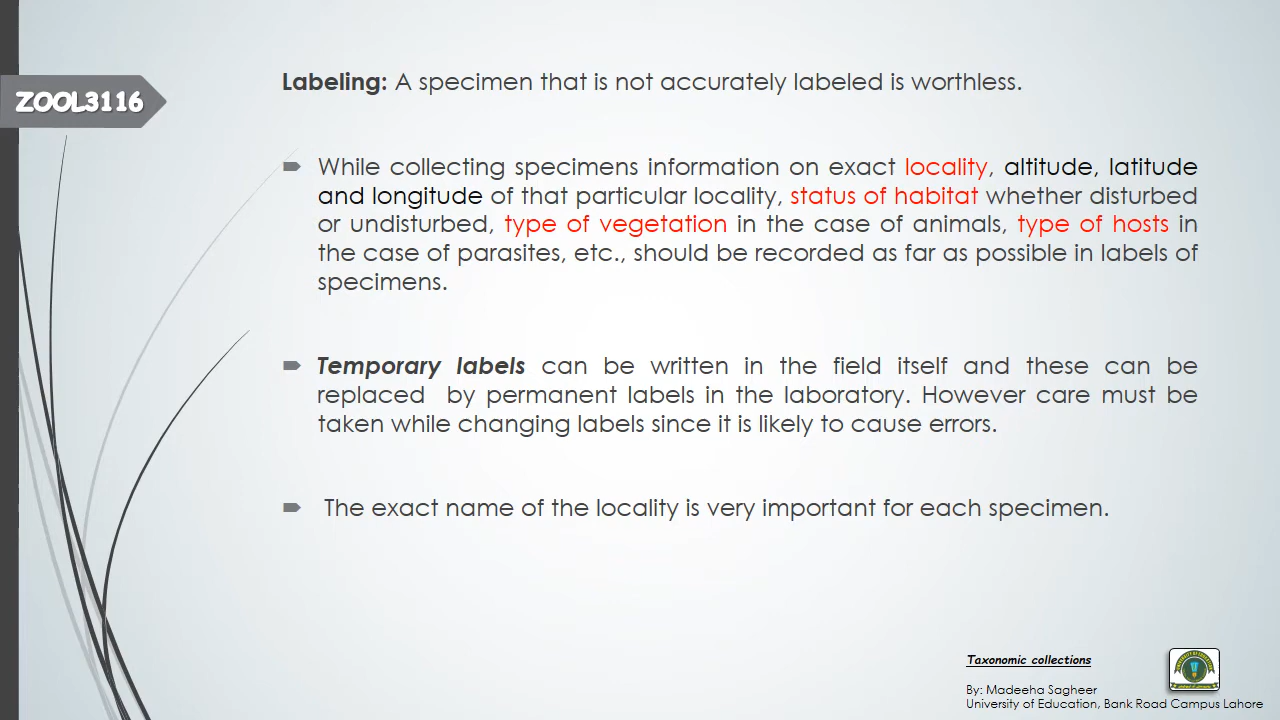 Labeling: A specimen that is not accurately labeled is worthless.
ZOOL3116
While collecting specimens information on exact locality, altitude, latitude
and longitude of that particular locality, status of habitat whether disturbed
or undisturbed, type of vegetation in the case of animals, type of hosts in
the case of parasites, etc., should be recorded as far as possible in labels of
specimens.
Temporary labels can be written in the field itself and these can be
replaced by permanent labels in the laboratory. However care must be
taken while changing labels since it is likely to cause errors.
The exact name of the locality is very important for each specimen.
Taxonomic collections
By: Madeeha Sagheer
University of Education, Bank Road Campus Lahore